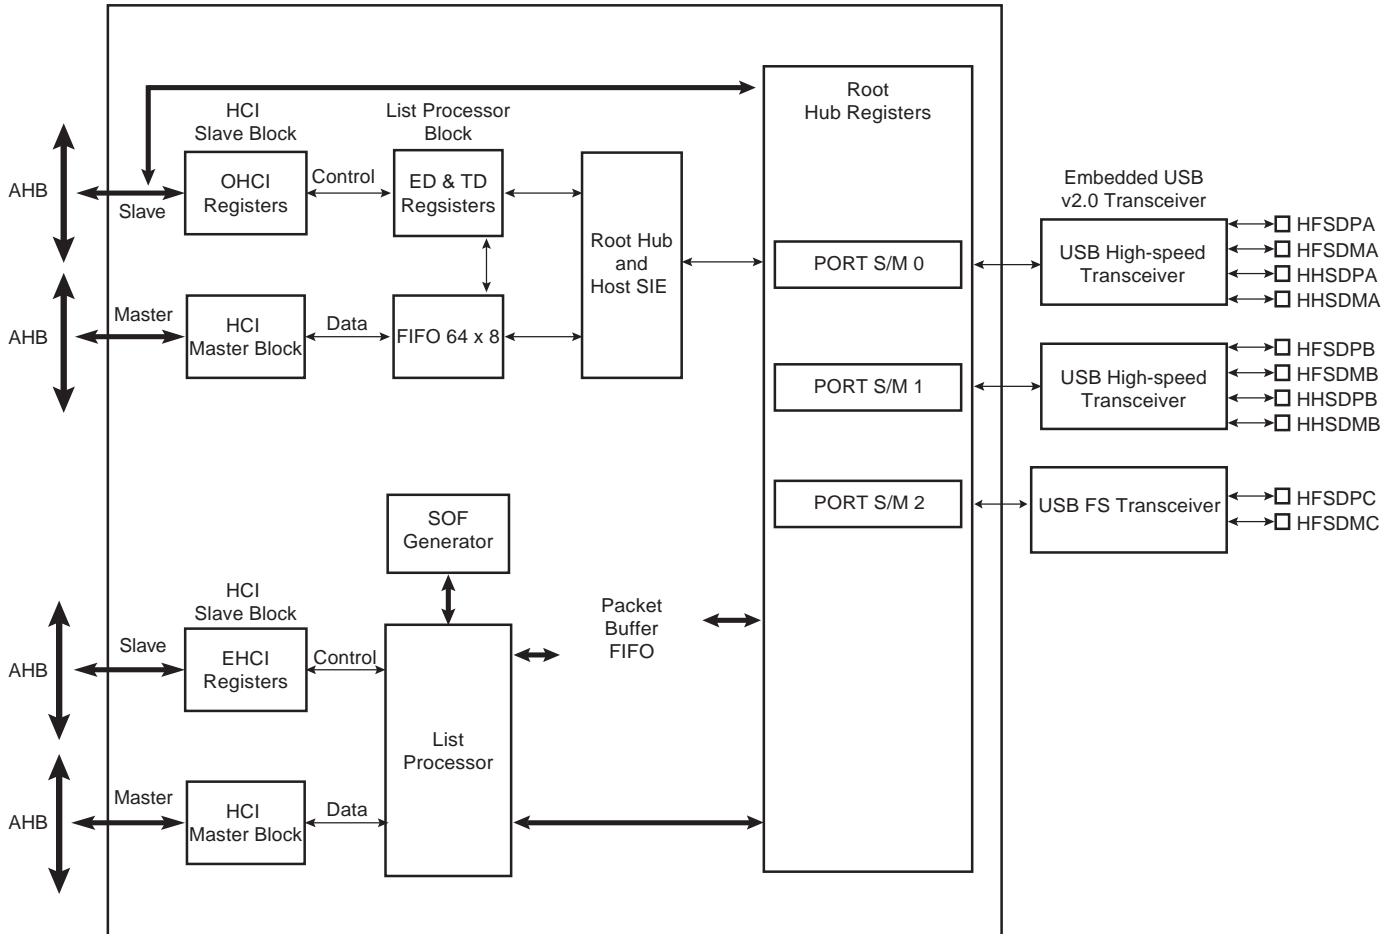 Root
Hub Registers
HCI
Slave Block
List Processor
Block
AHB
Slave
OHCI
Registers
Control
ED & TD
Regsisters
Root Hub
and
Host SIE
AHB
Master
HCI
Master Block
Data
FIFO 64 x 8
PORT S/M 0
PORT S/M 1
PORT S/M 2
Embedded USB
v2.0 Transceiver
USB High-speed
Transceiver
HFSDPA
HFSDMA
HHSDPA
HHSDMA
USB High-speed
Transceiver
HFSDPB
HFSDMB
HHSDPB
HHSDMB
USB FS Transceiver
HFSDPC
HFSDMC
SOF
Generator
HCI
Slave Block
AHB
Slave
EHCI
Registers
Control
Packet
Buffer
FIFO
List
Processor
AHB
Master
HCI
Master Block
Data